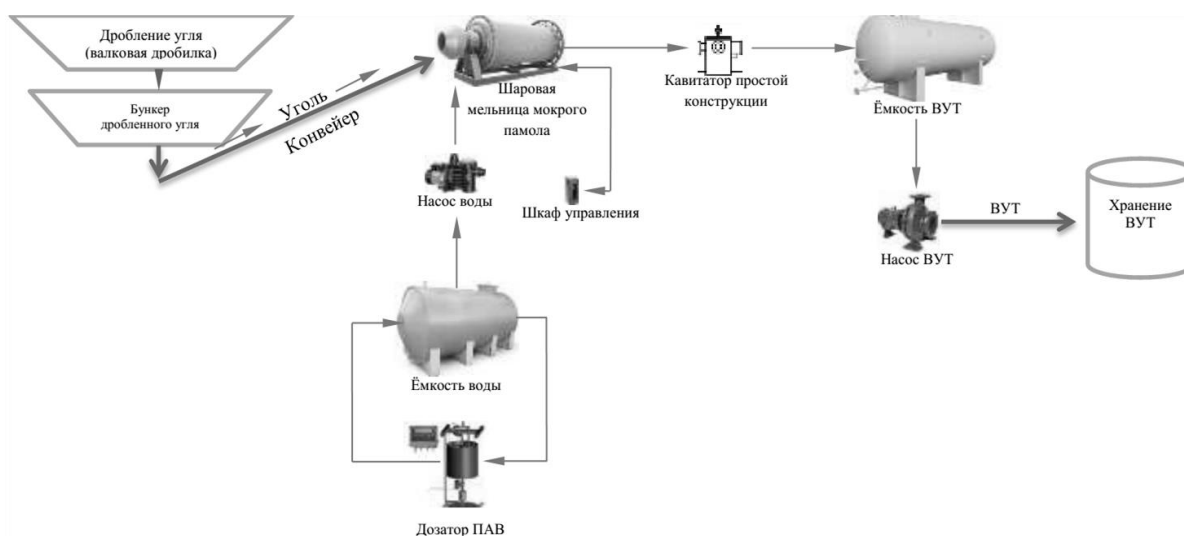 Дробление угля
(валковая дробилка)
Бункер
дробленного угля
Уголь
Конвейер
Шаровая
мельница мокрого
памола
Насос воды
Шкаф управления
Ёмкость воды
Дозатор ПАВ
Кавитатор простой
конструкции
Ёмкость ВУТ
Насос ВУТ
ВУТ
Хранение
ВУТ